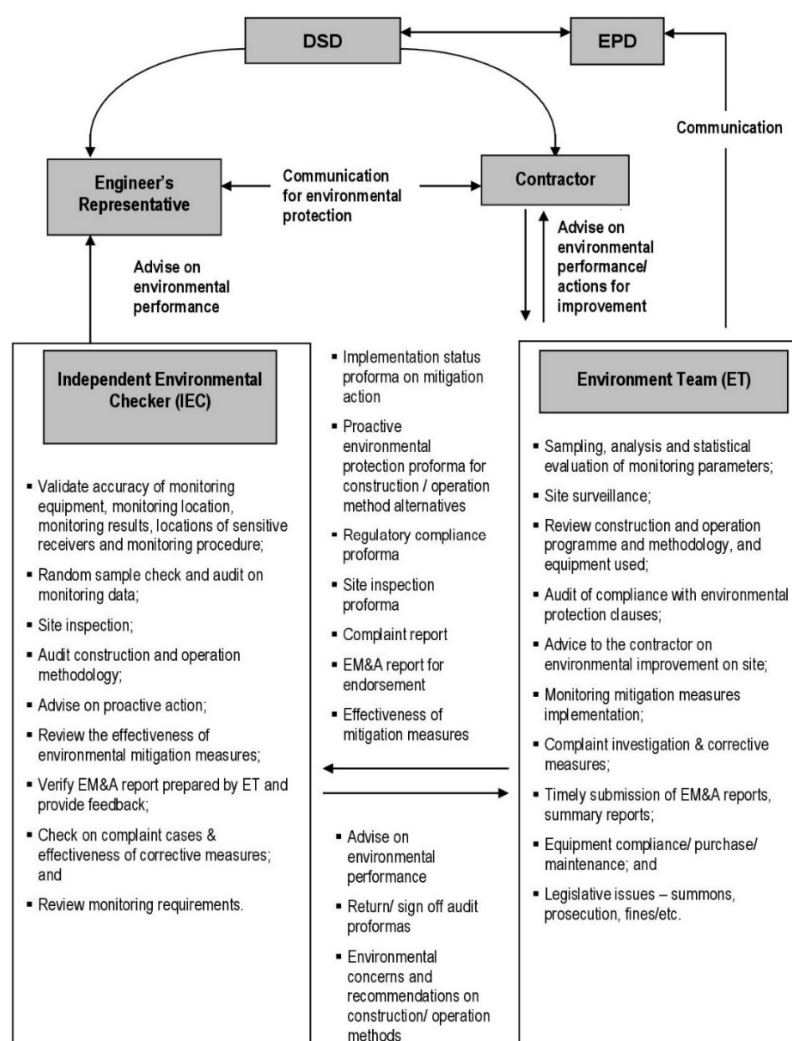 DSD
EPD
Communication
Engineer's
Representative
Communication
for environmental
protection
Contractor
Advise on
environmental
performance
Advise on
environmental
performance/
actions for
improvement
Independent Environmental
Checker (IEC)
▪ Validate accuracy of monitoring
equipment, monitoring location,
monitoring results, locations of sensitive
receivers and monitoring procedure;
▪ Random sample check and audit on
monitoring data;
▪ Site inspection;
▪ Audit construction and operation
methodology;
▪ Advise on proactive action;
▪ Review the effectiveness of
environmental mitigation measures;
▪ Verify EM&A report prepared by ET and
provide feedback;
▪ Check on complaint cases &
effectiveness of corrective measures;
and
▪ Review monitoring requirements.
▪ Implementation status
proforma on mitigation
action
▪ Proactive
environmental
protection proforma for
construction / operation
method alternatives
▪ Regulatory compliance
proforma
▪ Site inspection
proforma
▪ Complaint report
▪ EM&A report for
endorsement
▪ Effectiveness of
mitigation measures
▪ Advise on
environmental
performance
▪ Return/ sign off audit
proformas
▪ Environmental
concerns and
recommendations on
construction/ operation
methods
Environment Team (ET)
▪ Sampling, analysis and statistical
evaluation of monitoring parameters;
▪ Site surveillance;
▪ Review construction and operation
programme and methodology, and
equipment used;
▪ Audit of compliance with environmental
protection clauses;
▪ Advice to the contractor on
environmental improvement on site;
▪ Monitoring mitigation measures
implementation;
▪ Complaint investigation & corrective
measures;
▪ Timely submission of EM&A reports,
summary reports;
▪ Equipment compliance/ purchase/
maintenance; and
▪ Legislative issues – summons,
prosecution, fines/etc.